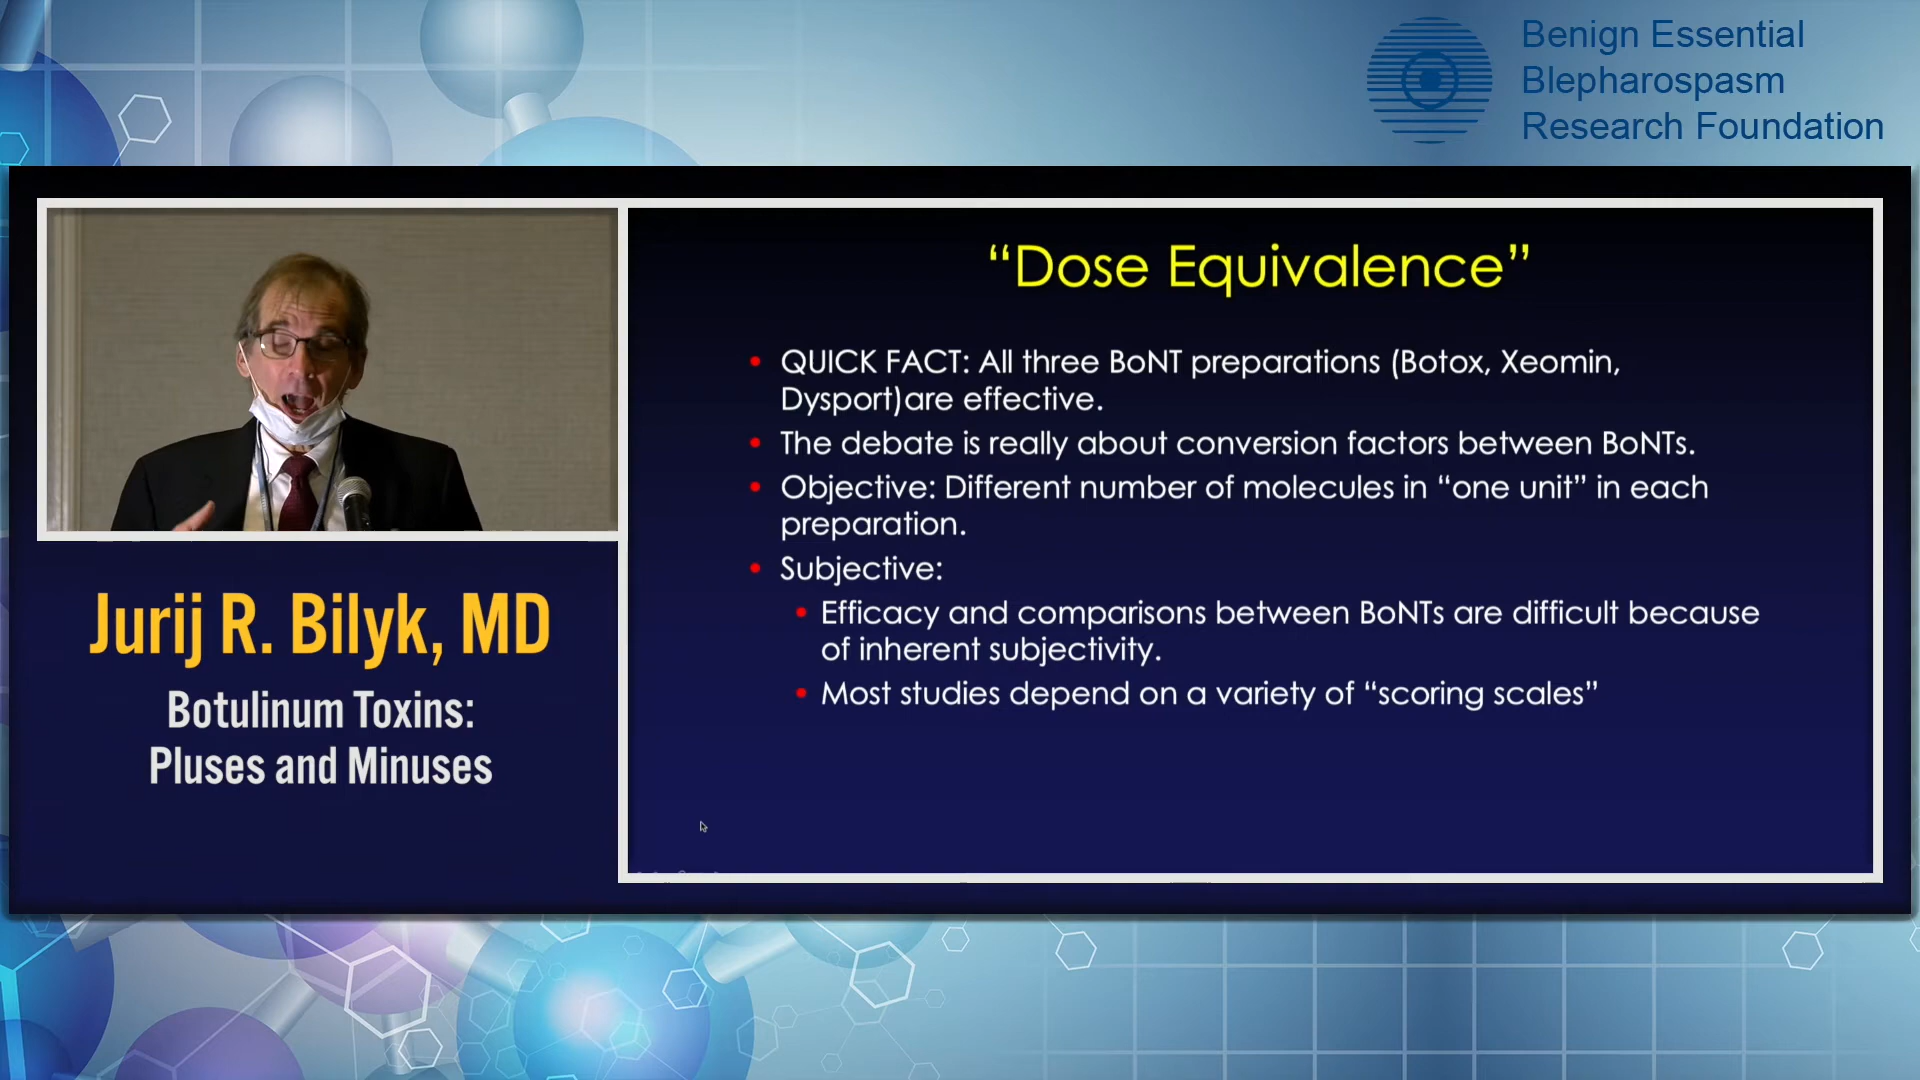 Benign Essential
Blepharospasm
Research Foundation
"Dose Equivalence"
• QUICK FACT: All three BoNT preparations (Botox, Xeomin,
Dysport)are effective.
• The debate is really about conversion factors between BoNTs.
• Objective: Different number of molecules in "one unit" in each
preparation.
• Subjective:
• Efficacy and comparisons between BoNTs are difficult because
of inherent subjectivity.
• Most studies depend on a variety of "scoring scales"
Jurij R. Bilyk, MD
Botulinum Toxins:
Pluses and Minuses